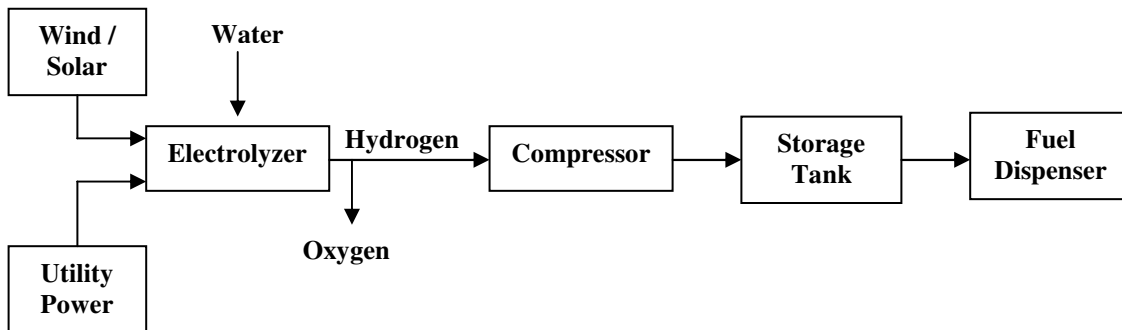 Wind /
Solar
Water
Electrolyzer
Hydrogen
Compressor
Storage
Tank
Fuel
Dispenser
Oxygen
Utility
Power